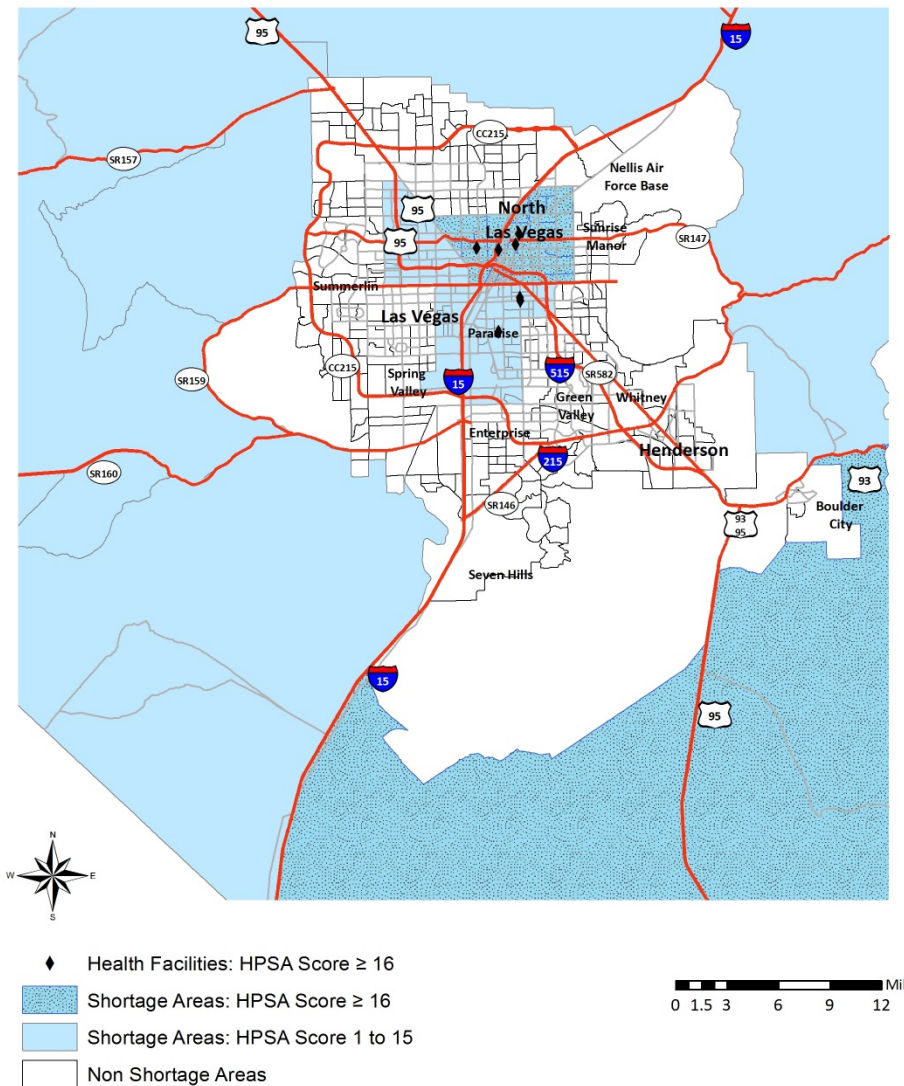 95
15
CC215
SR157
Nellis Air
Force Base
95
North
Las Vegas
Sunrise
Manor
SR147
95
Summerlin
Las Vegas
Paradise
CC215
515
SR582
SR159
15
Spring
Valley
Green
Valley
Whitney
Enterprise
Henderson
215
SR160
93
SR146
Boulder
City
93
95
Seven Hills
15
95
N
W
E
S
Health Facilities: HPSA Score ≥ 16
Shortage Areas: HPSA Score ≥ 16
Shortage Areas: HPSA Score 1 to 15
Non Shortage Areas
Mil
0 1.5 3 6 9 12